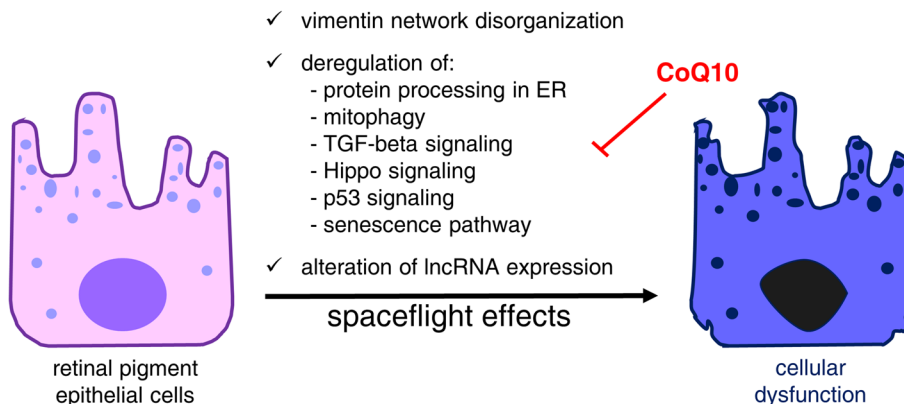 ✓ vimentin network disorganization
✓ deregulation of:
- protein processing in ER
- mitophagy
- TGF-beta signaling
- Hippo signaling
- p53 signaling
- senescence pathway
✓ alteration of lncRNA expression
CoQ10
spaceflight effects
retinal pigment
epithelial cells
cellular
dysfunction